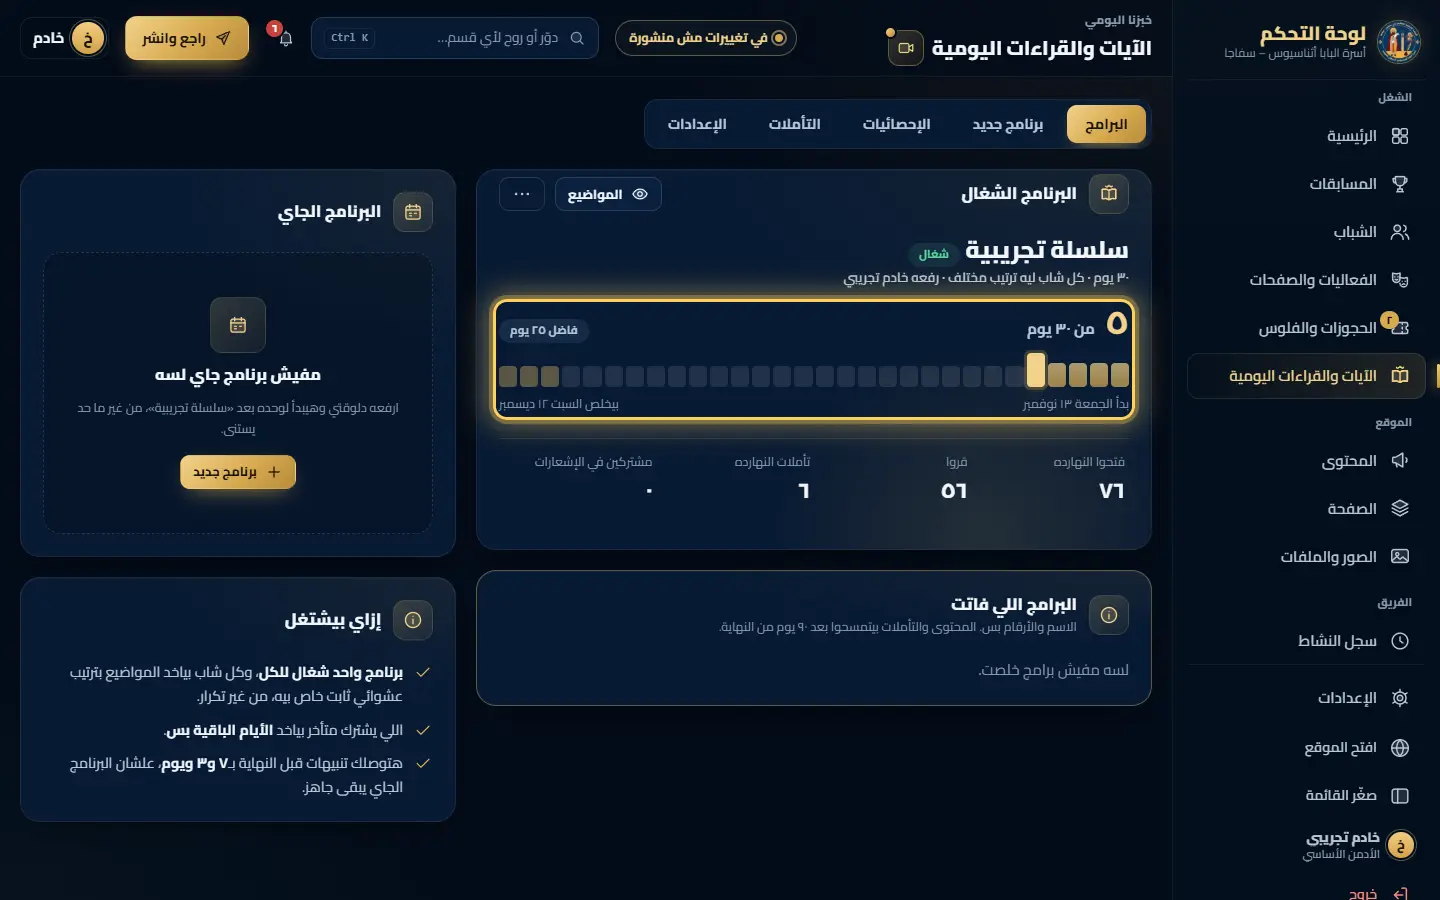 لوحة التحكم
أسرة البابا أثناسيوس – سفاجا
الشغل
الرئيسية
المسابقات
الشباب
الفعاليات والصفحات
الحجوزات والفلوس
٢
الآيات والقراءات اليومية
الموقع
المحتوى
الصفحة
الصور والملفات
الفريق
سجل النشاط
الإعدادات
افتح الموقع
صغّر القائمة
خ
خادم تجريبي
الأدمن الأساسي
خروج
خبزنا اليومي
الآيات والقراءات اليومية
في تغييرات مش منشورة
دوّر أو روح لأي قسم...
Ctrl K
٦
راجع وانشر
خ
خادم
البرامج
برنامج جديد
الإحصائيات
التأملات
الإعدادات
البرنامج الشغال
المواضيع
...
سلسلة تجريبية
شغال
٣٠ يوم · كل شاب ليه ترتيب مختلف · رفعه خادم تجريبي
٥ من ٣٠ يوم
فاضل ٢٥ يوم
بدأ الجمعة ١٣ نوفمبر
بيخلص السبت ١٢ ديسمبر
فتحوا النهارده
٧٦
قروا
٥٦
تأملات النهارده
٦
مشتركين في الإشعارات
٠
البرامج اللي فاتت
الاسم والأرقام بس. المحتوى والتأملات بيتمسحوا بعد ٩٠ يوم من النهاية.
لسه مفيش برامج خلصت.
البرنامج الجاي
مفيش برنامج جاي لسه
ارفعه دلوقتي وهيبدأ لوحده بعد «سلسلة تجريبية»، من غير ما حد
يستنى.
برنامج جديد
إزاي بيشتغل
برنامج واحد شغال للكل، وكل شاب بياخد المواضيع بترتيب
عشوائي ثابت خاص بيه، من غير تكرار.
اللي يشترك متأخر بياخد الأيام الباقية بس.
هتوصلك تنبيهات قبل النهاية بـ٧ و٣ ويوم، علشان البرنامج
الجاي يبقى جاهز.